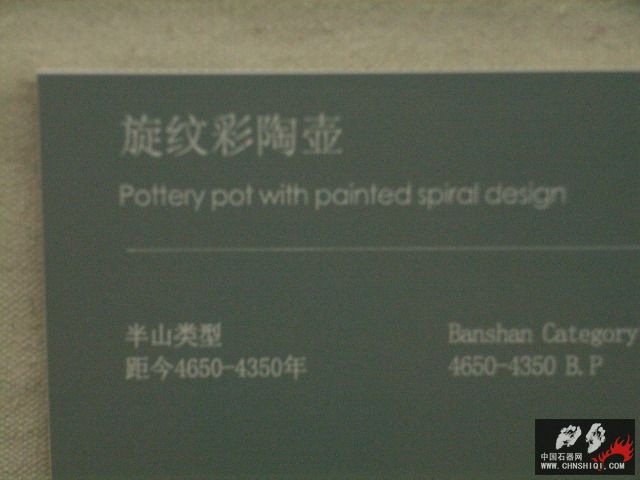 旋纹彩陶壶
Pottery pot with painted spiral design
半山类型
距今4650-4350年
Banshan Category
4650-4350 B.P
中国石器网
WWW.CHNSHIQI.COM